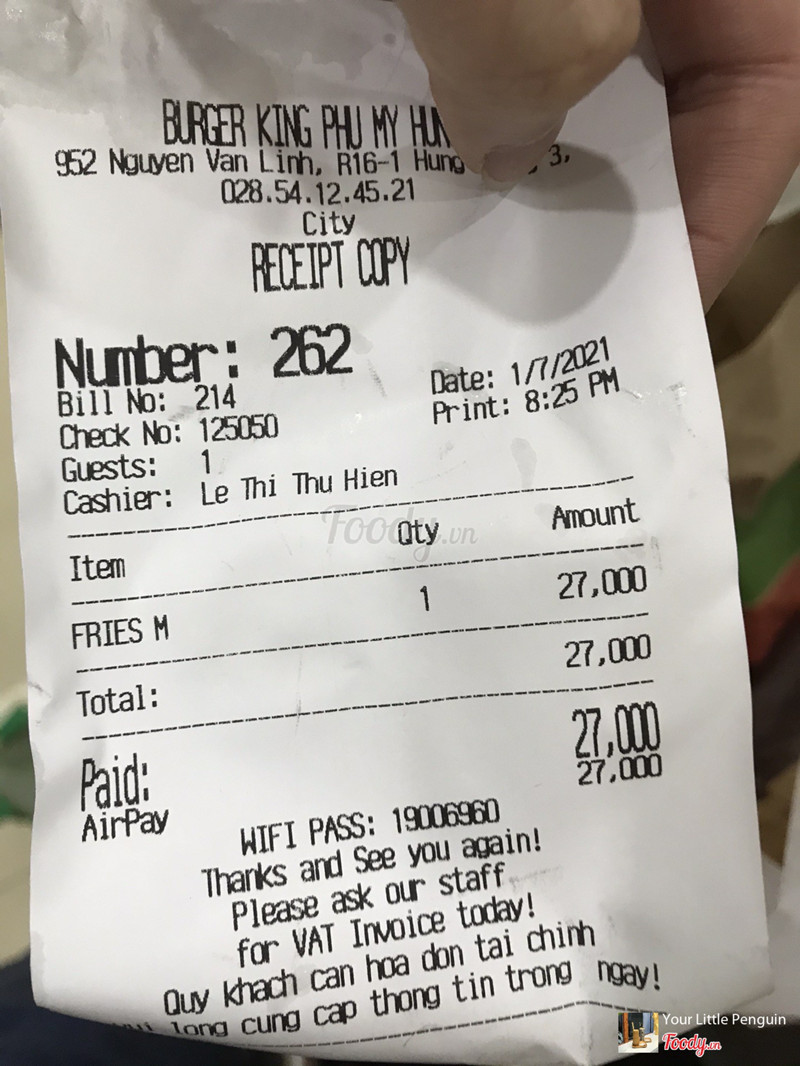 BURGER KING PHU MY HUN
952 Nguyen Van Linh, R16-1 Hung 3,
028.54.12.45.21
City
RECEIPT COPY
Number: 262
Bill No: 214 Date: 1/7/2021
Check No: 125050 Print: 8:25 PM
Guests: 1
Cashier: Le Thi Thu Hien
Foody.vn
Item Qty Amount
FRIES M 1 27,000
Total: 27,000
Paid: 27,000
AirPay 27,000
WIFI PASS: 19006960
Thanks and See you again!
Please ask our staff
for VAT Invoice today!
Quy khach can hoa don tai chinh
long cung cap thong tin trong ngay!
Your Little Penguin
Foody.vn